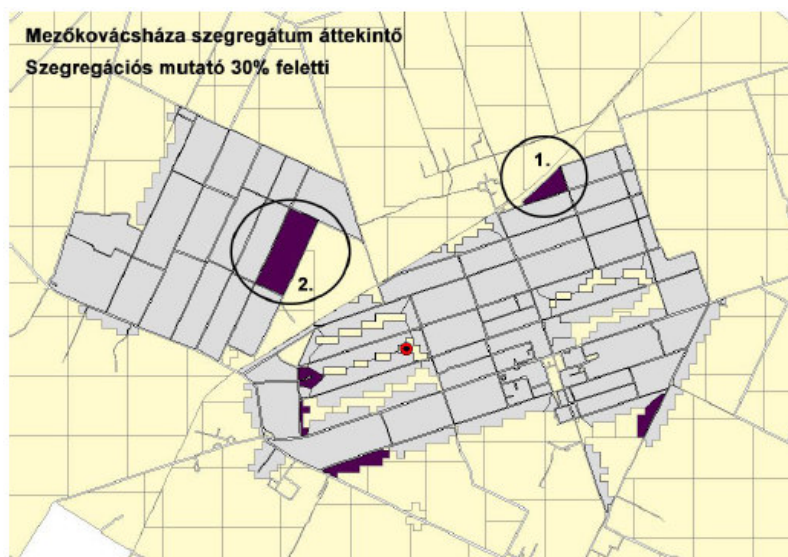 Mezőkovácsháza szegregátum áttekintő
Szegregációs mutató 30% feletti
1.
2.